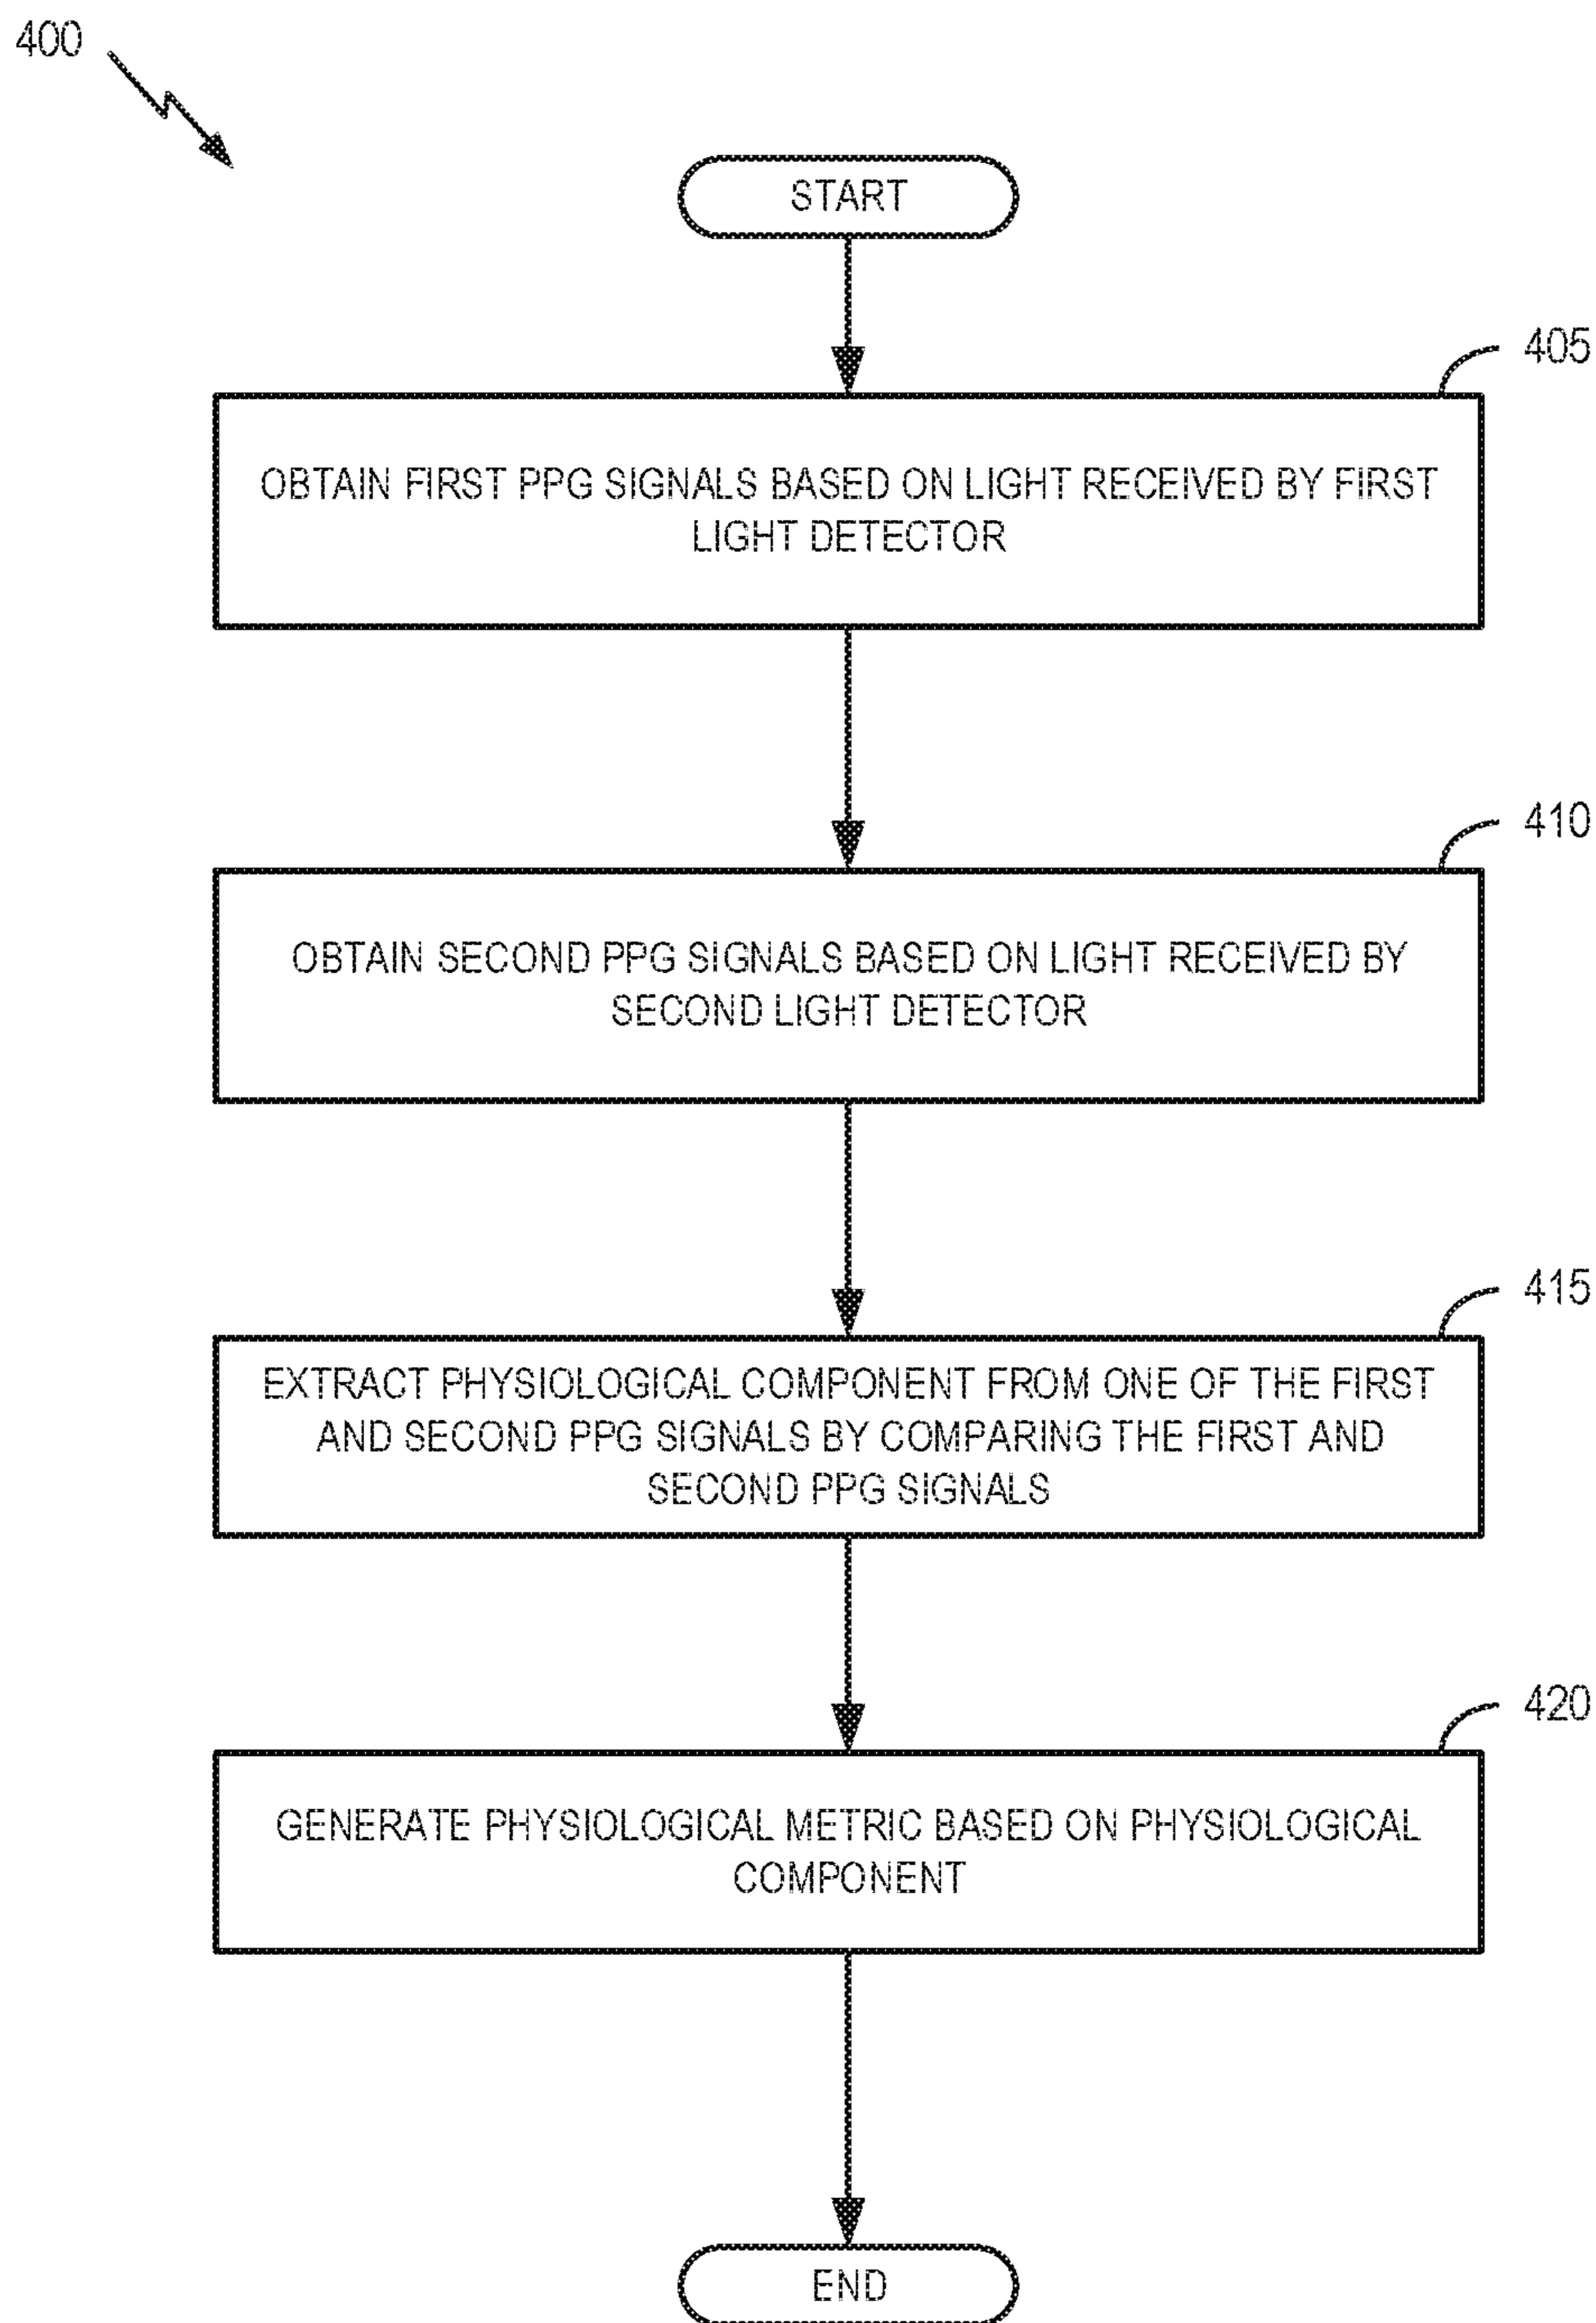 400
START
405
OBTAIN FIRST PPG SIGNALS BASED ON LIGHT RECEIVED BY FIRST
LIGHT DETECTOR
410
OBTAIN SECOND PPG SIGNALS BASED ON LIGHT RECEIVED BY
SECOND LIGHT DETECTOR
415
EXTRACT PHYSIOLOGICAL COMPONENT FROM ONE OF THE FIRST
AND SECOND PPG SIGNALS BY COMPARING THE FIRST AND
SECOND PPG SIGNALS
420
GENERATE PHYSIOLOGICAL METRIC BASED ON PHYSIOLOGICAL
COMPONENT
END